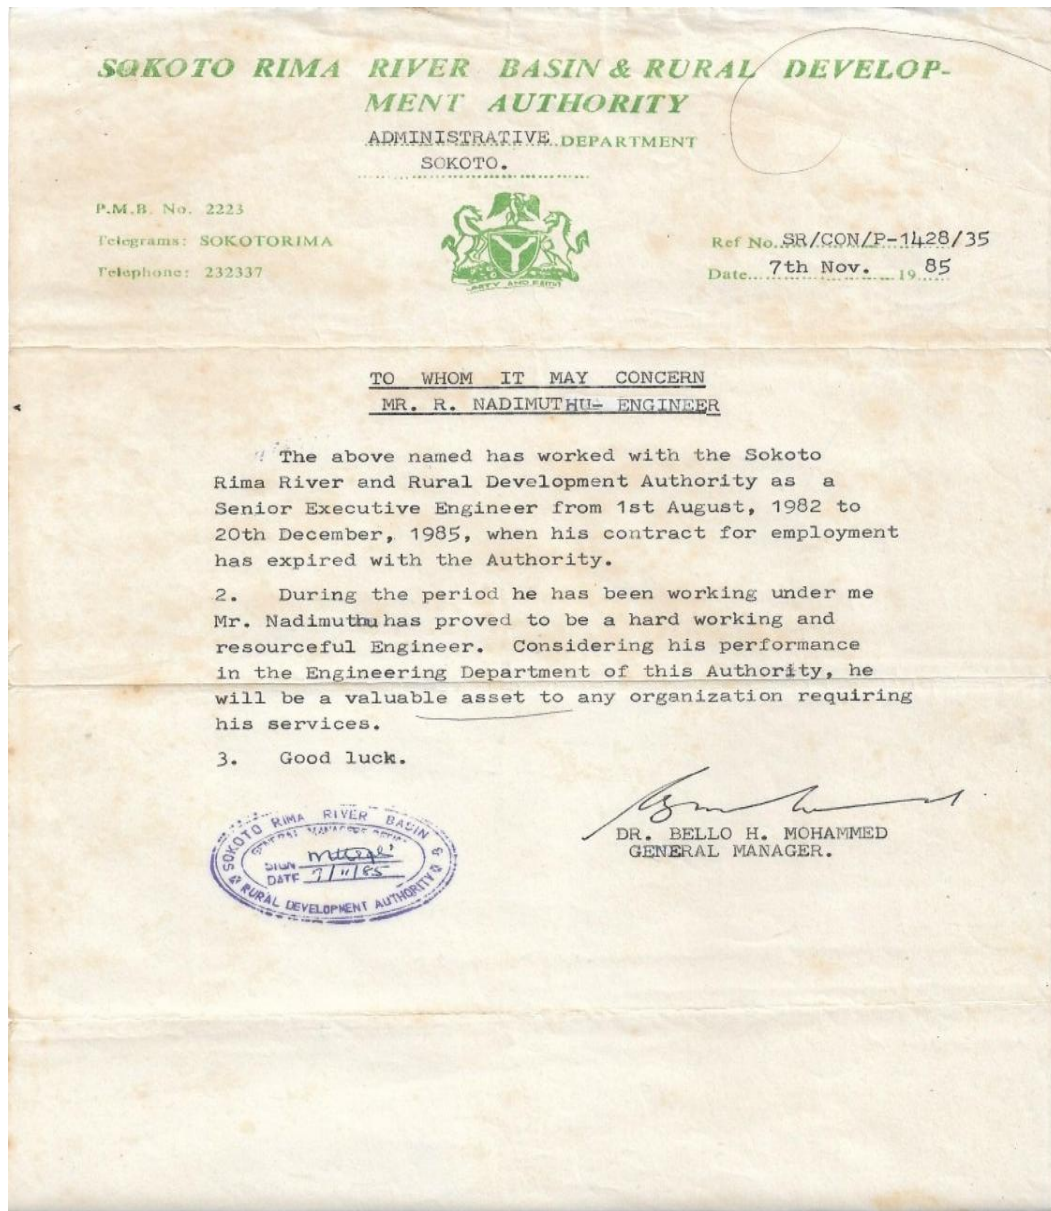 SOKOTO RIMA RIVER BASIN & RURAL DEVELOP-
MENT AUTHORITY
ADMINISTRATIVE DEPARTMENT
SOKOTO.
P.M.B. No. 2223
Telegrams: SOKOTORIMA
Telephone: 232337
Ref No. SR/CON/P-1428/35
Date 7th Nov. 19 85
TO WHOM IT MAY CONCERN
MR. R. NADIMUTHU- ENGINEER
The above named has worked with the Sokoto
Rima River and Rural Development Authority as a
Senior Executive Engineer from 1st August, 1982 to
20th December, 1985, when his contract for employment
has expired with the Authority.
2. During the period he has been working under me
Mr. Nadimuthu has proved to be a hard working and
resourceful Engineer. Considering his performance
in the Engineering Department of this Authority, he
will be a valuable asset to any organization requiring
his services.
3. Good luck.
DR. BELLO H. MOHAMMED
GENERAL MANAGER.
SOKOTO RIMA RIVER BASIN &
GENERAL MANAGERS OFFICE
SIGN
DATE 7/11/85
RURAL DEVELOPMENT AUTHORITY